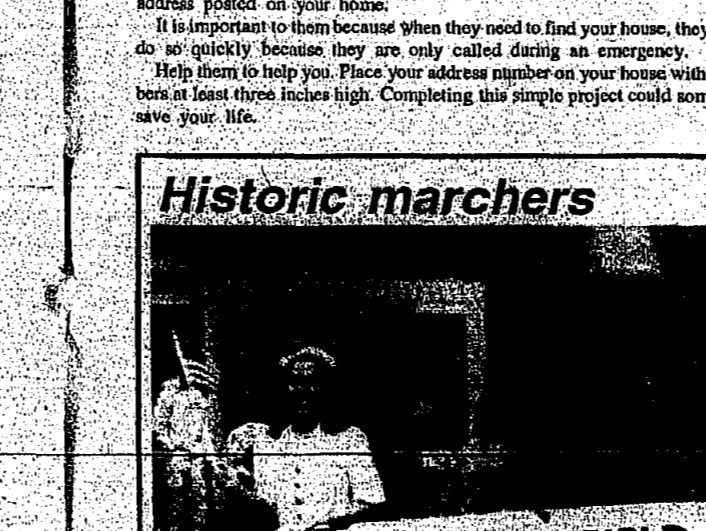 address posted on your home.
It is important to them because when they need to find your house, they
do so quickly because they are only called during an emergency.
Help them to help you. Place your address number on your house with
bers at least three inches high. Completing this simple project could som
save your life.
Historic marchers